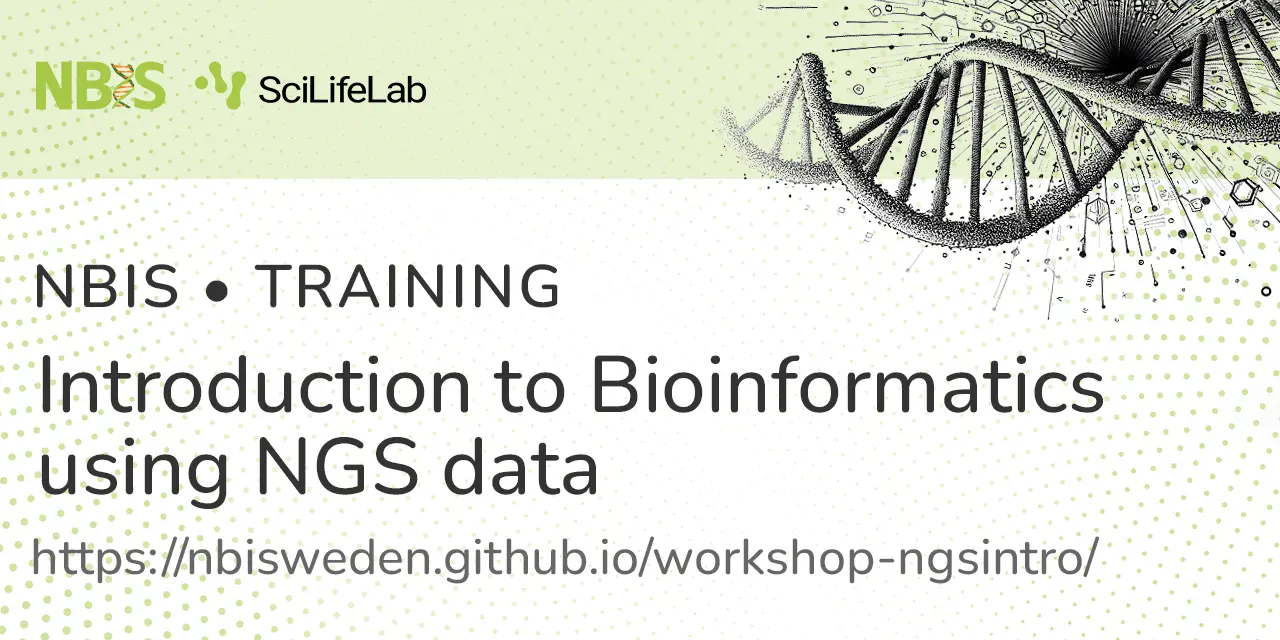 NBIS SciLifeLab
NBIS • TRAINING
Introduction to Bioinformatics
using NGS data
https://nbisweden.github.io/workshop-ngsintro/